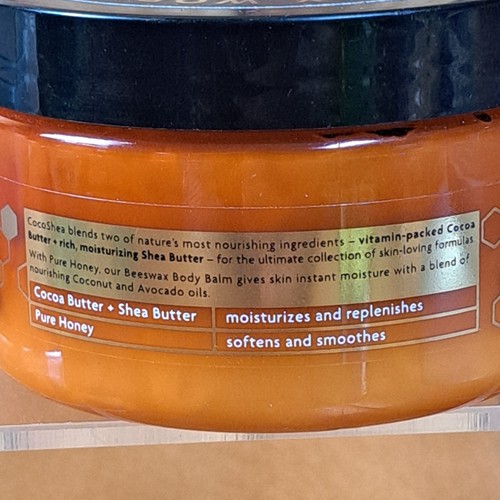 CocoShea blends two of nature's most nourishing ingredients – vitamin-packed Cocoa
Butter + rich, moisturizing Shea Butter – for the ultimate collection of skin-loving formulas.
With Pure Honey, our Beeswax Body Balm gives skin instant moisture with a blend of
nourishing Coconut and Avocado oils.
Cocoa Butter + Shea Butter moisturizes and replenishes
Pure Honey softens and smoothes